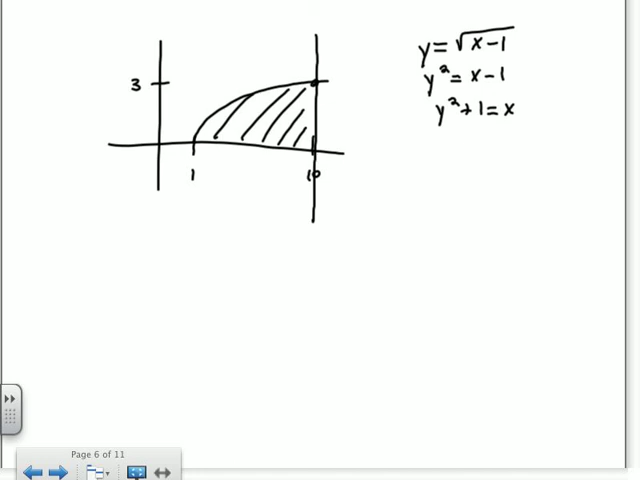 y = √x-1
y² = x-1
y²+1 = x
3
1
10
Page 6 of 11